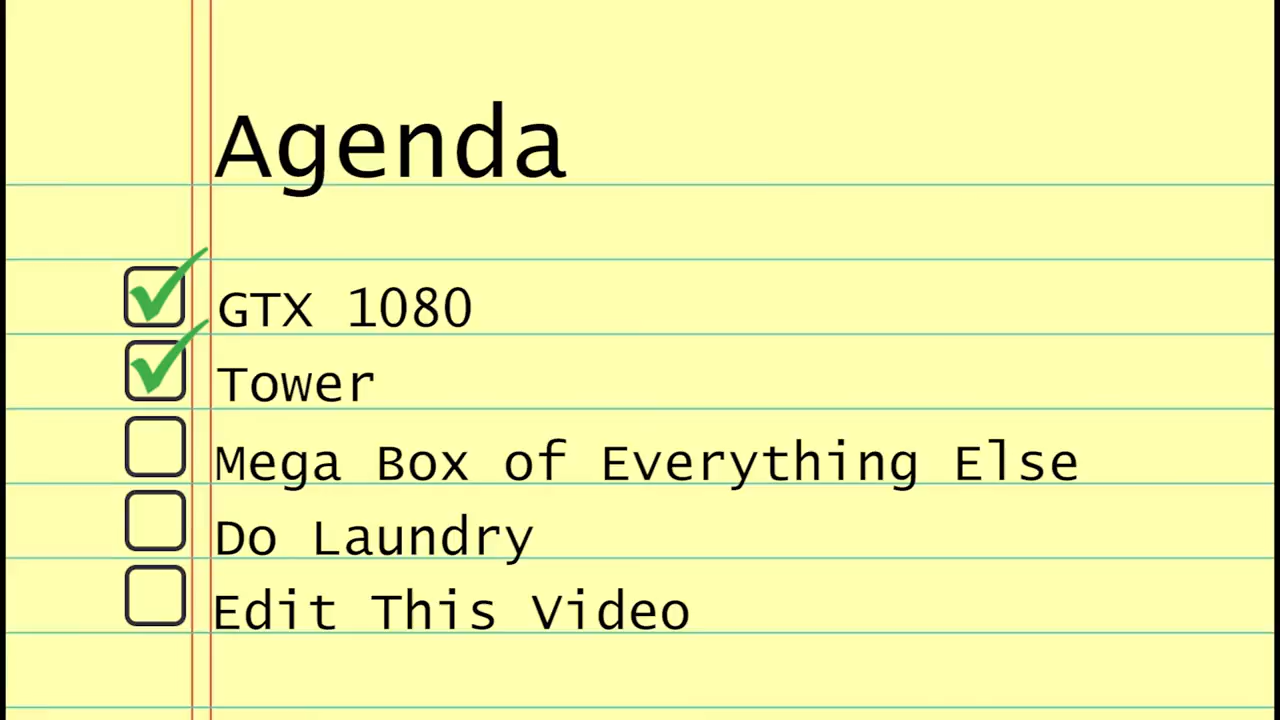 Agenda
GTX 1080
Tower
Mega Box of Everything Else
Do Laundry
Edit This Video